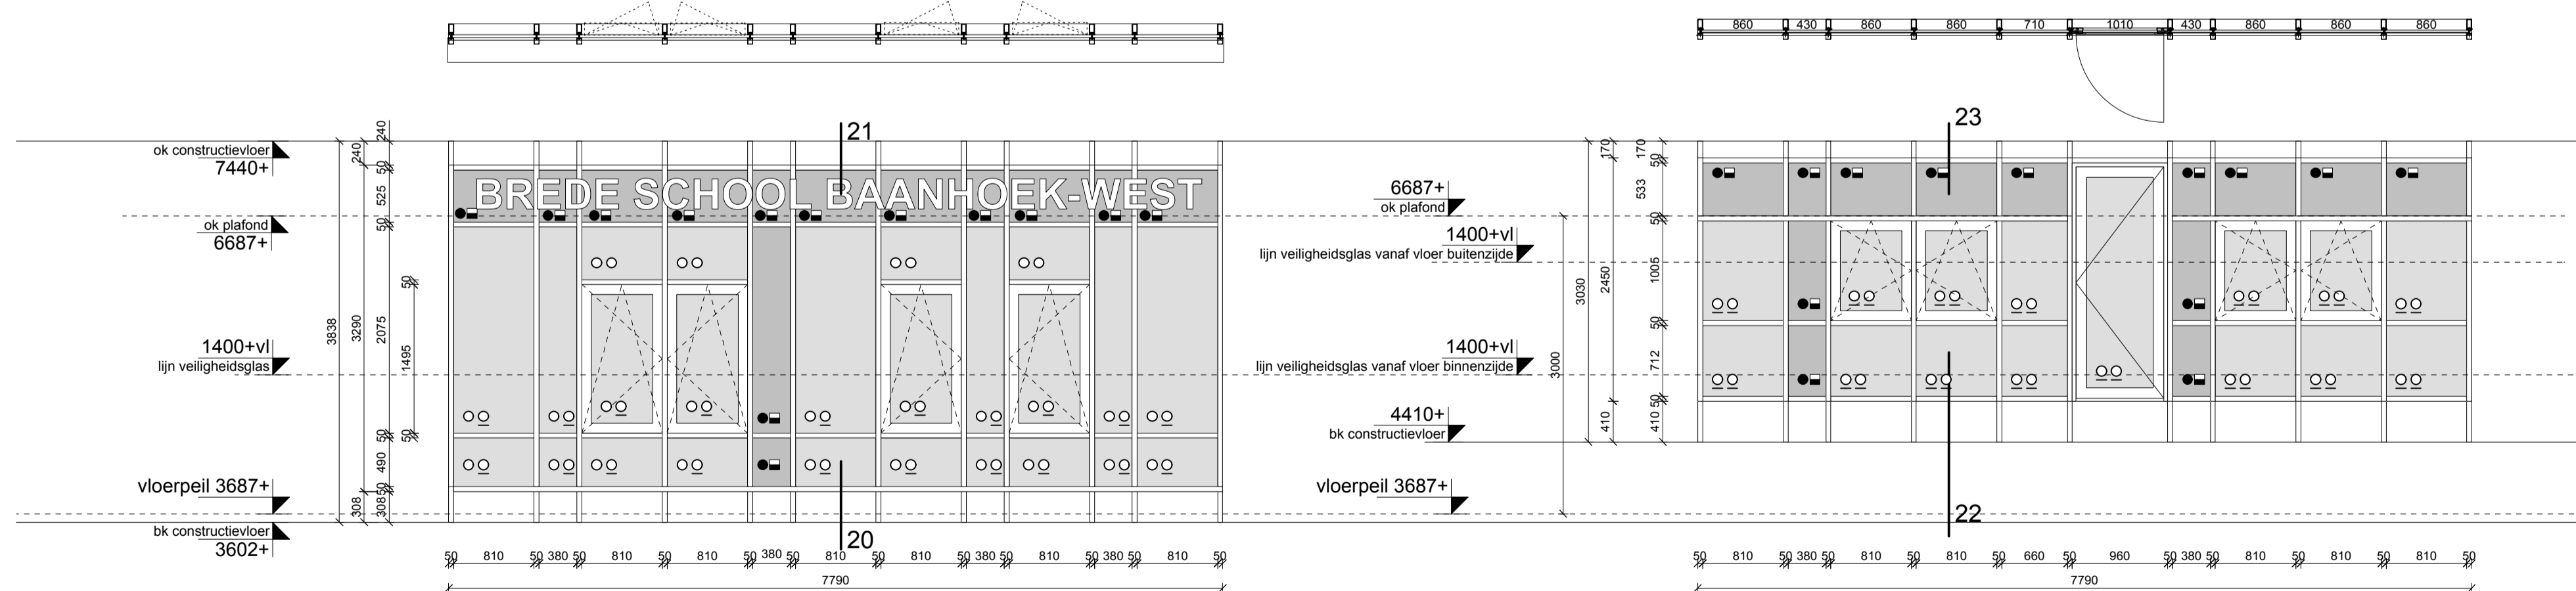 860 430 860 860 710 1010 430 860 860 860
21
23
ok constructievloer
7440+
ok plafond
6687+
1400+vl
lijn veiligheidsglas
vloerpeil 3687+
bk constructievloer
3602+
3838
240
3290
308
240
50
525
50
2075
50
490
50
308
50
1495
50
BREDE SCHOOL BAANHOEK-WEST
20
50 810 50 380 50 810 50 810 50 380 50 810 50 810 50 380 50 810 50 380 50 810 50
7790
6687+
ok plafond
1400+vl
lijn veiligheidsglas vanaf vloer buitenzijde
1400+vl
lijn veiligheidsglas vanaf vloer binnenzijde
4410+
bk constructievloer
vloerpeil 3687+
3000
3030
170
2450
410
170
50
533
50
1005
50
712
50
410
22
50 810 50 380 50 810 50 810 50 660 50 960 50 380 50 810 50 810 50 810 50
7790